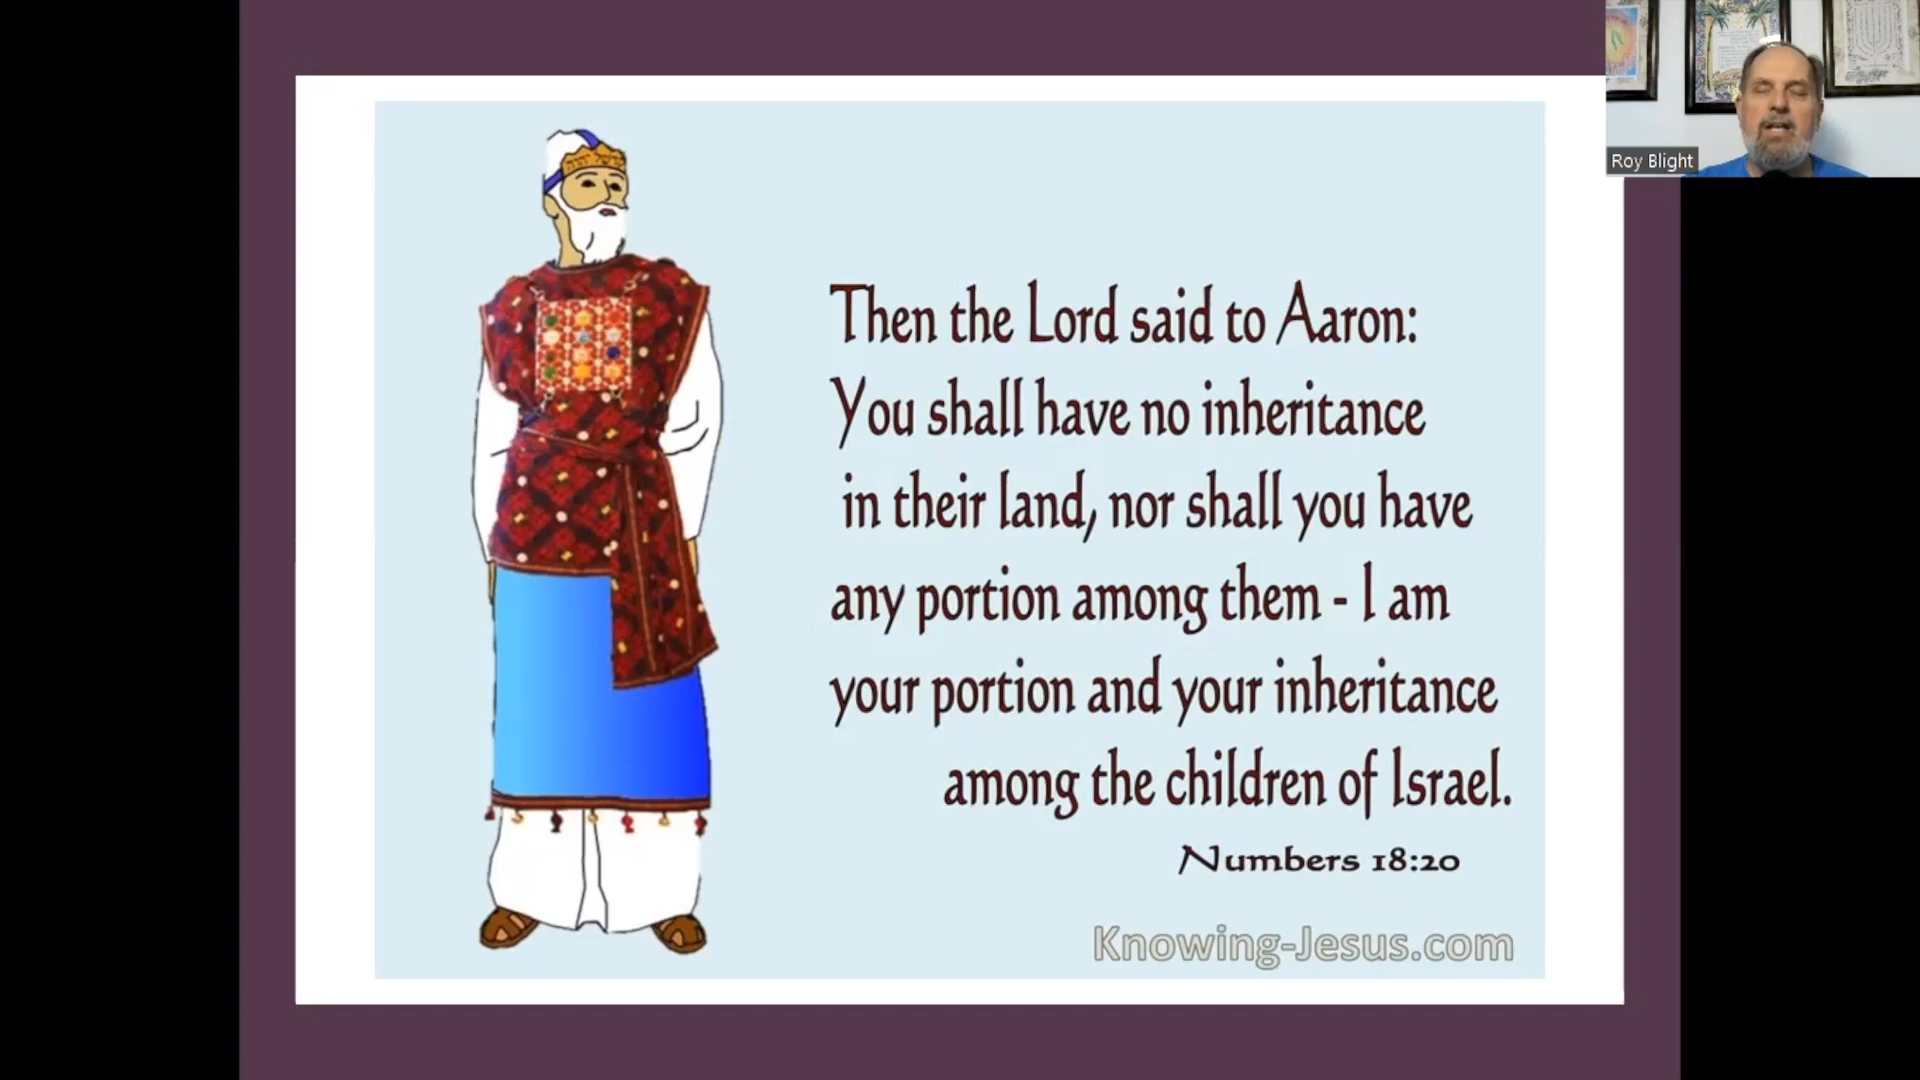 Then the Lord said to Aaron:
You shall have no inheritance
in their land, nor shall you have
any portion among them - I am
your portion and your inheritance
among the children of Israel.
Numbers 18:20
Knowing-Jesus.com
Roy Blight